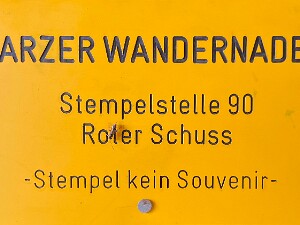 ARZER WANDERNADE
Stempelstelle 90
Roter Schuss
-Stempel kein Souvenir-